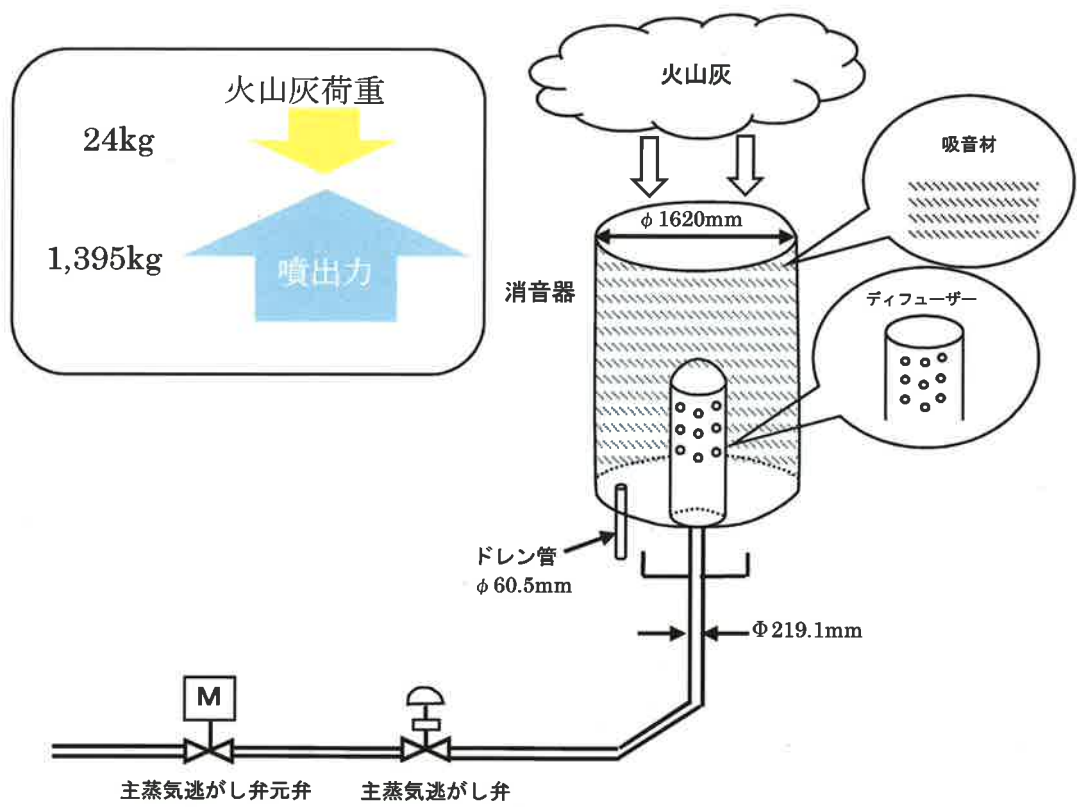 火山灰荷重
24kg
1,395kg
噴出力
火山灰
吸音材
φ1620mm
消音器
ディフューザー
ドレン管
φ60.5mm
Φ219.1mm
M
主蒸気逃がし弁元弁
主蒸気逃がし弁